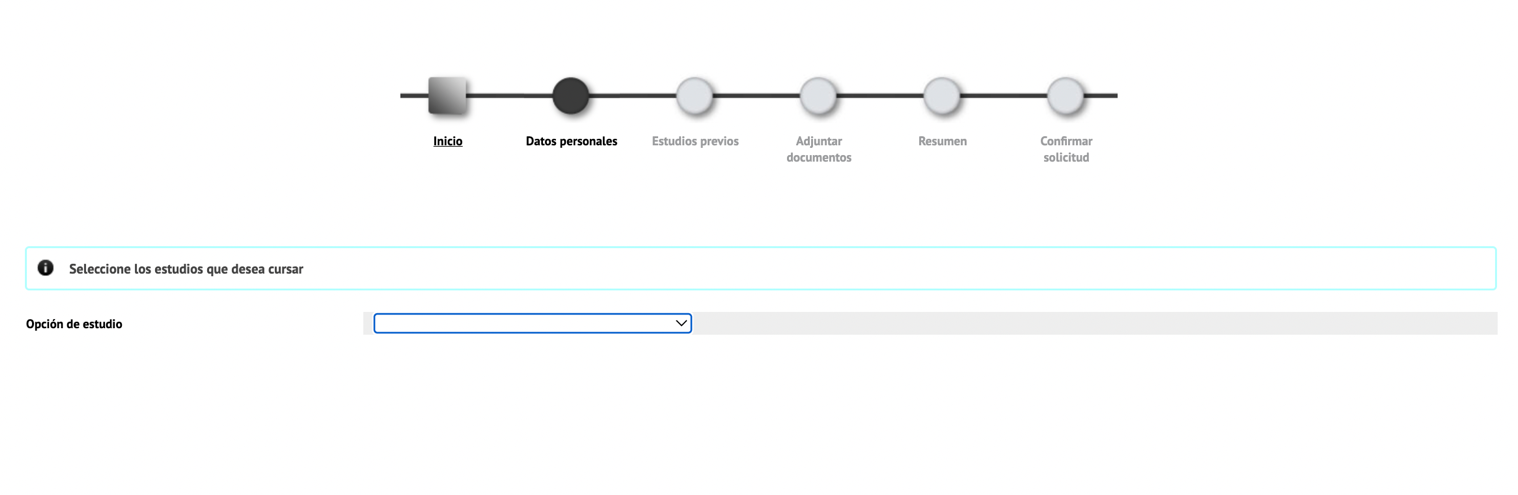 Inicio
Datos personales
Estudios previos
Adjuntar
documentos
Resumen
Confirmar
solicitud
Seleccione los estudios que desea cursar
Opción de estudio